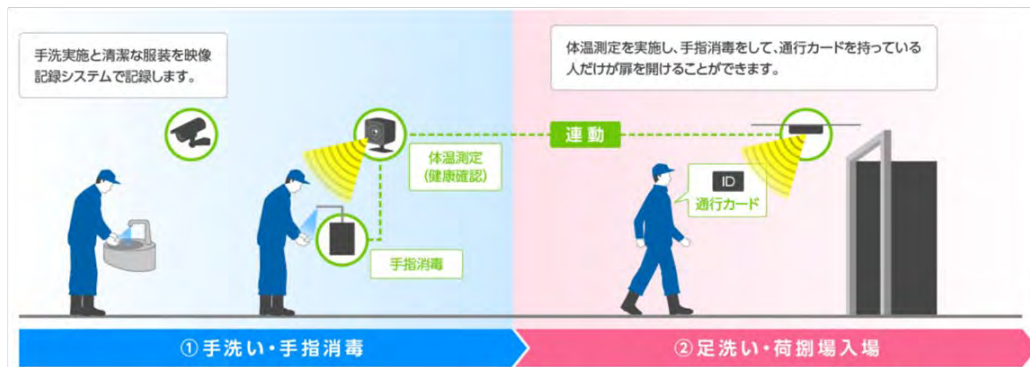 手洗実施と清潔な服装を映像
記録システムで記録します。
体温測定を実施し、手指消毒をして、通行カードを持っている
人だけが扉を開けることができます。
連動
体温測定
(健康確認)
ID
通行カード
手指消毒
①手洗い・手指消毒
②足洗い・荷捌場入場